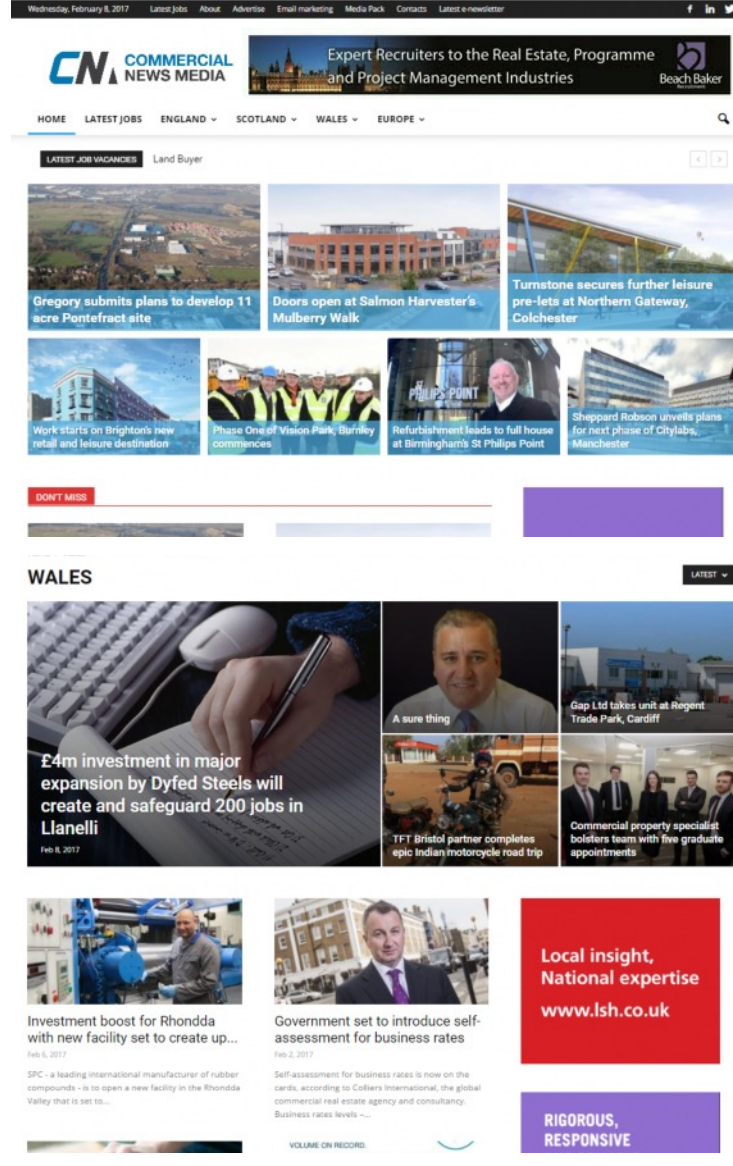 Wednesday, February 8, 2017 Latest Jobs About Advertise Email marketing Media Pack Contacts Latest e-newsletter
CN COMMERCIAL
NEWS MEDIA
Expert Recruiters to the Real Estate, Programme
and Project Management Industries
Beach Baker
Recruitment
HOME LATEST JOBS ENGLAND SCOTLAND WALES EUROPE
LATEST JOB VACANCIES Land Buyer
Gregory submits plans to develop 11
acre Pontefract site
Doors open at Salmon Harvester's
Mulberry Walk
Turnstone secures further leisure
pre-lets at Northern Gateway,
Colchester
Work starts on Brighton's new
retail and leisure destination
Phase One of Vision Park, Burnley
commences
PHILIPS POINT
Refurbishment leads to full house
at Birmingham's St Philips Point
Sheppard Robson unveils plans
for next phase of Citylabs,
Manchester
DON'T MISS
WALES
LATEST
£4m investment in major
expansion by Dyfed Steels will
create and safeguard 200 jobs in
Llanelli
Feb 8, 2017
A sure thing
Gap Ltd takes unit at Regent
Trade Park, Cardiff
TFT Bristol partner completes
epic Indian motorcycle road trip
Commercial property specialist
bolsters team with five graduate
appointments
Investment boost for Rhondda
with new facility set to create up...
Feb 6, 2017
SPC - a leading international manufacturer of rubber
compounds - is to open a new facility in the Rhondda
Valley that is set to...
Government set to introduce self-
assessment for business rates
Feb 2, 2017
Self-assessment for business rates is now on the
cards, according to Colliers International, the global
commercial real estate agency and consultancy.
Business rates levels –...
Local insight,
National expertise
www.lsh.co.uk
VOLUME ON RECORD.
RIGOROUS,
RESPONSIVE